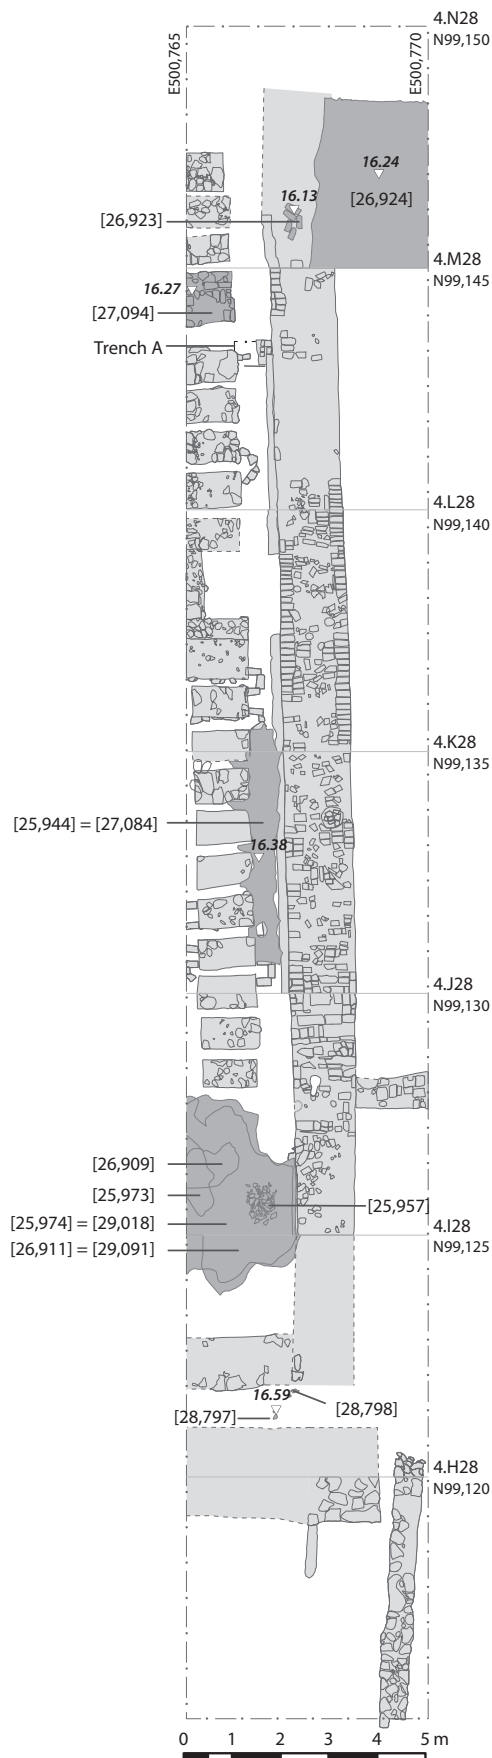 4.N28
N99,150
E500,765
E500,770
16.24
16.13
[26,924]
[26,923]
4.M28
N99,145
16.27
[27,094]
Trench A
4.L28
N99,140
4.K28
N99,135
[25,944] = [27,084]
16.38
4.J28
N99,130
[26,909]
[25,973]
[25,957]
[25,974] = [29,018]
4.I28
N99,125
[26,911] = [29,091]
16.59
[28,798]
[28,797]
4.H28
N99,120
0 1 2 3 4 5 m